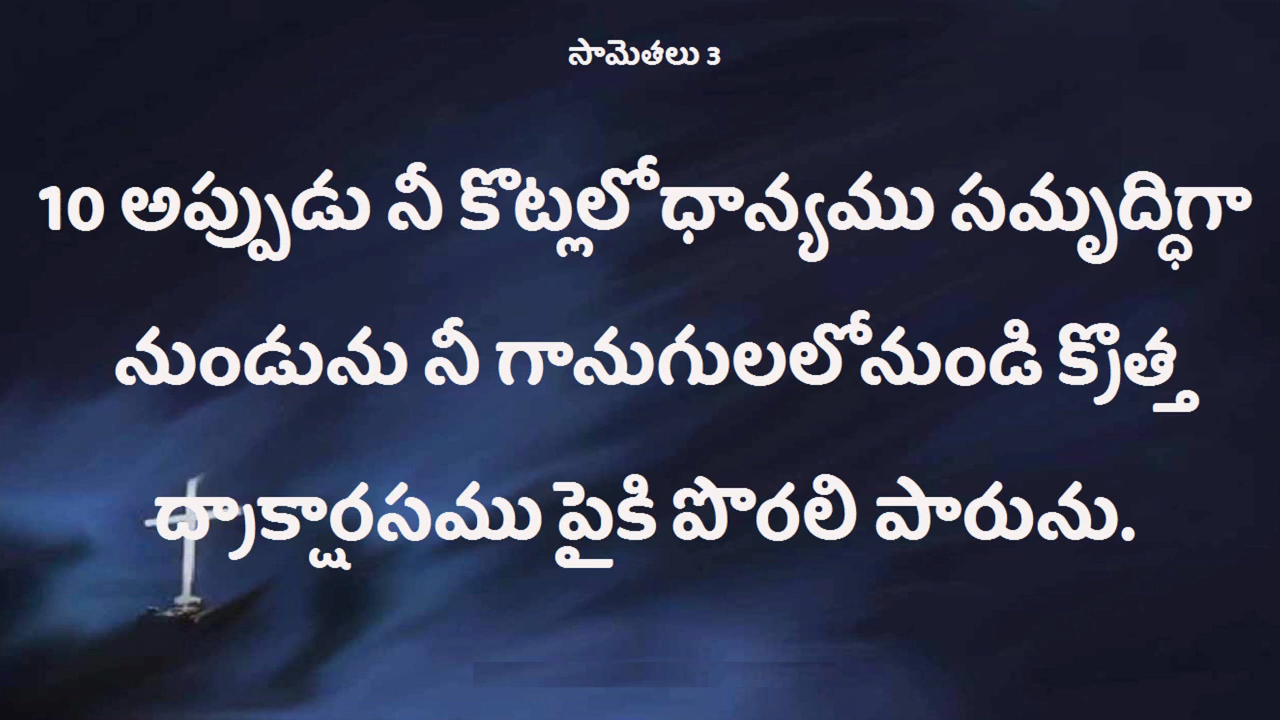 సామెతలు 3
10 అప్పుడు నీ కొట్లలో ధాన్యము సమృద్ధిగా
నుండును నీ గానుగులలోనుండి క్రొత్త
ద్రాక్షారసము పైకి పొరలి పారును.